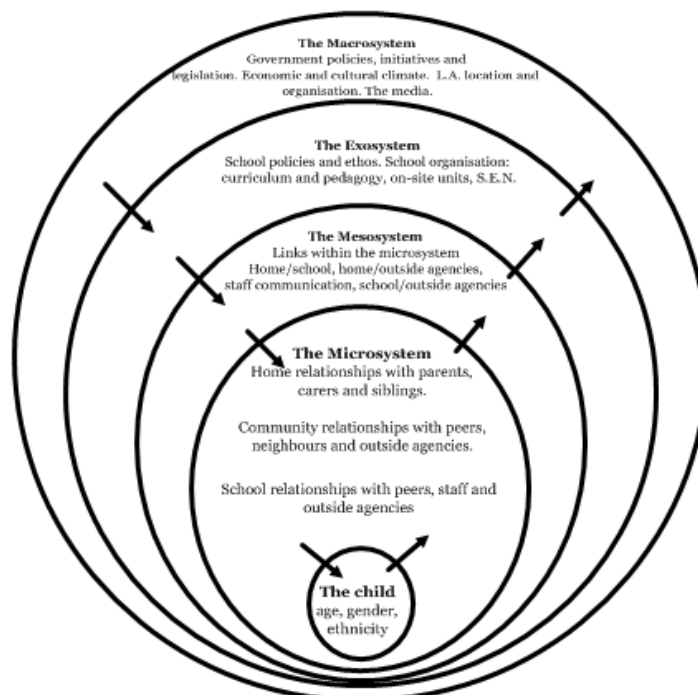 The Macrosystem
Government policies, initiatives and
legislation. Economic and cultural climate. L.A. location and
organisation. The media.
The Exosystem
School policies and ethos. School organisation:
curriculum and pedagogy, on-site units, S.E.N.
The Mesosystem
Links within the microsystem
Home/school, home/outside agencies,
staff communication, school/outside agencies
The Microsystem
Home relationships with parents,
carers and siblings.
Community relationships with peers,
neighbours and outside agencies.
School relationships with peers, staff and
outside agencies
The child
age, gender,
ethnicity